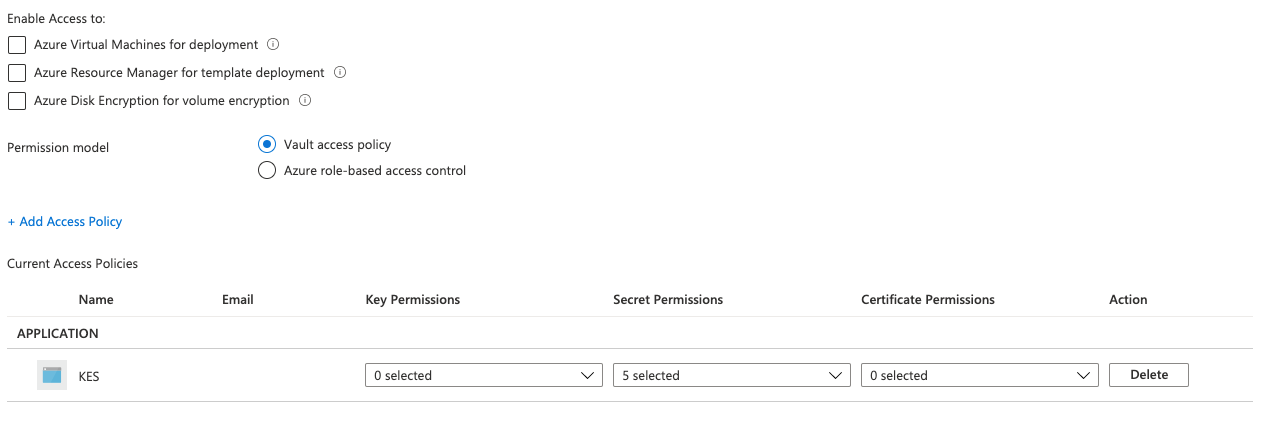 Enable Access to:
Azure Virtual Machines for deployment
Azure Resource Manager for template deployment
Azure Disk Encryption for volume encryption
Permission model
Vault access policy
Azure role-based access control
+ Add Access Policy
Current Access Policies
Name Email Key Permissions Secret Permissions Certificate Permissions Action
APPLICATION
KES 0 selected 5 selected 0 selected Delete